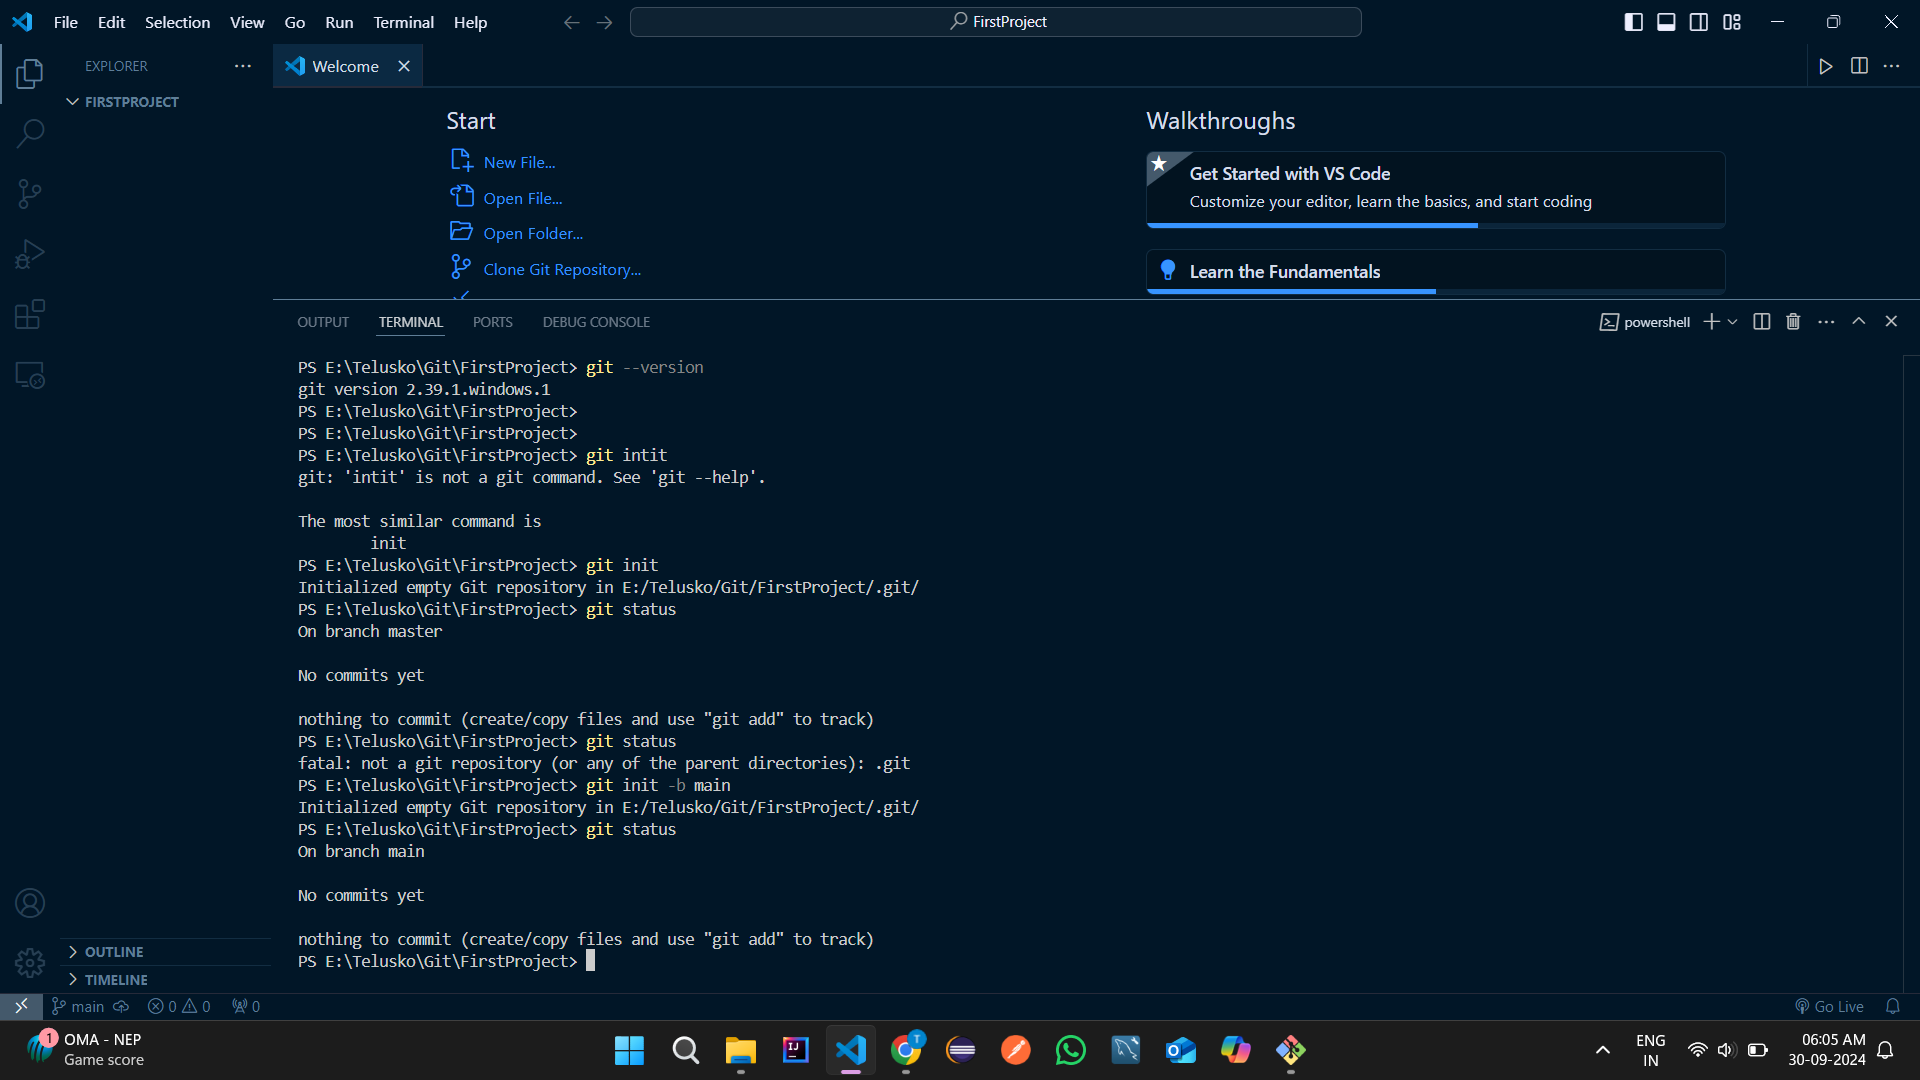 File Edit Selection View Go Run Terminal Help
FirstProject
EXPLORER
FIRSTPROJECT
Welcome
Start
New File...
Open File...
Open Folder...
Clone Git Repository...
Walkthroughs
Get Started with VS Code
Customize your editor, learn the basics, and start coding
Learn the Fundamentals
OUTPUT TERMINAL PORTS DEBUG CONSOLE
powershell
PS E:\Telusko\Git\FirstProject> git --version
git version 2.39.1.windows.1
PS E:\Telusko\Git\FirstProject>
PS E:\Telusko\Git\FirstProject>
PS E:\Telusko\Git\FirstProject> git intit
git: 'intit' is not a git command. See 'git --help'.
The most similar command is
init
PS E:\Telusko\Git\FirstProject> git init
Initialized empty Git repository in E:/Telusko/Git/FirstProject/.git/
PS E:\Telusko\Git\FirstProject> git status
On branch master
No commits yet
nothing to commit (create/copy files and use "git add" to track)
PS E:\Telusko\Git\FirstProject> git status
fatal: not a git repository (or any of the parent directories): .git
PS E:\Telusko\Git\FirstProject> git init -b main
Initialized empty Git repository in E:/Telusko/Git/FirstProject/.git/
PS E:\Telusko\Git\FirstProject> git status
On branch main
No commits yet
nothing to commit (create/copy files and use "git add" to track)
PS E:\Telusko\Git\FirstProject>
OUTLINE
TIMELINE
main 0 0 0
Go Live
1
OMA - NEP
Game score
IJ
T
ENG
IN
06:05 AM
30-09-2024